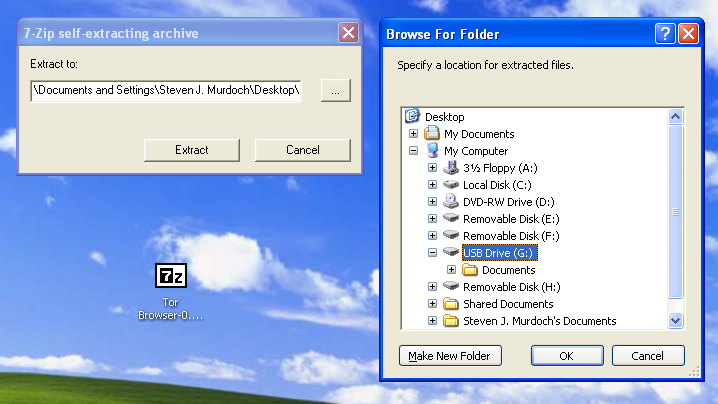 7-Zip self-extracting archive
Extract to:
\Documents and Settings\Steven J. Murdoch\Desktop\
...
Extract
Cancel
7z
Tor
Browser-0....
Browse For Folder
?
Specify a location for extracted files.
Desktop
My Documents
My Computer
3½ Floppy (A:)
Local Disk (C:)
DVD-RW Drive (D:)
Removable Disk (E:)
Removable Disk (F:)
USB Drive (G:)
Documents
Removable Disk (H:)
Shared Documents
Steven J. Murdoch's Documents
Make New Folder
OK
Cancel